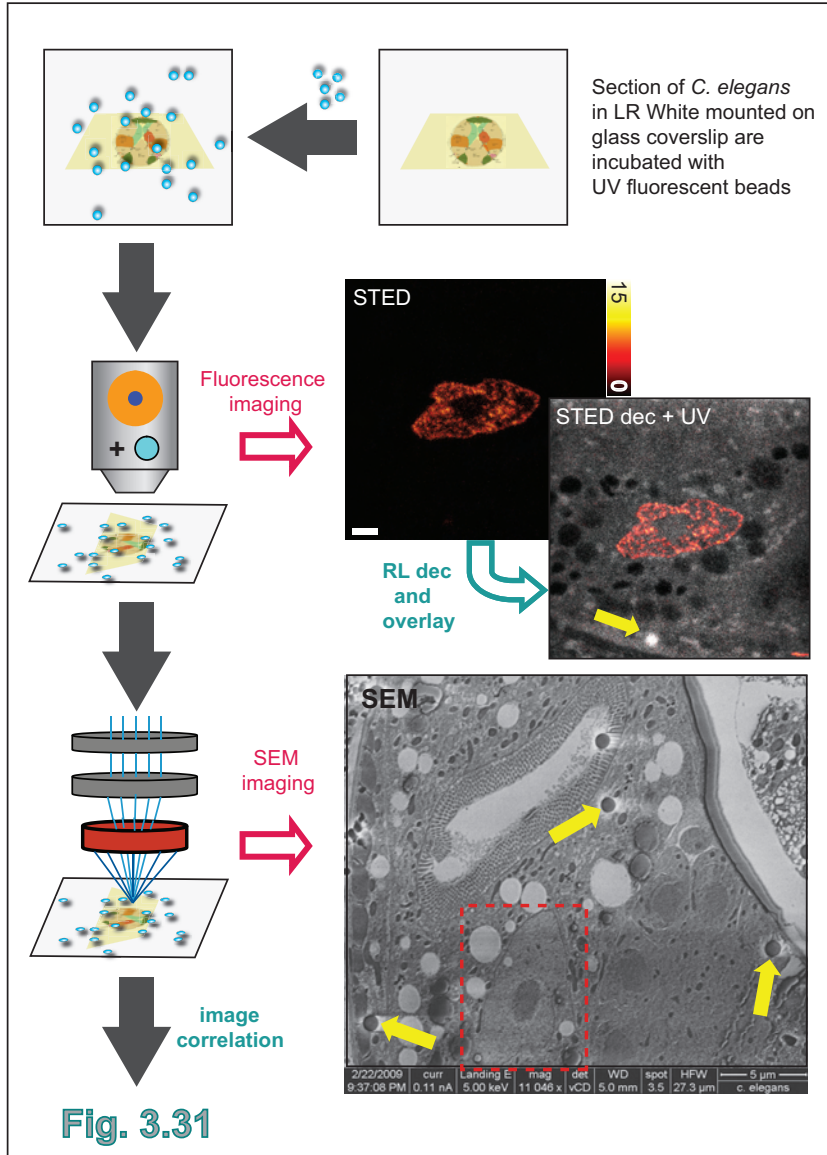 Section of C. elegans
in LR White mounted on
glass coverslip are
incubated with
UV fluorescent beads
STED
15
0
Fluorescence
imaging
+
STED dec + UV
RL dec
and
overlay
SEM
SEM
imaging
image
correlation
2/22/2009 curr Landing E mag det WD spot HFW 5 µm
9:37:08 PM 0.11 nA 5.00 keV 11 046 x vCD 5.0 mm 3.5 27.3 µm c. elegans
Fig. 3.31